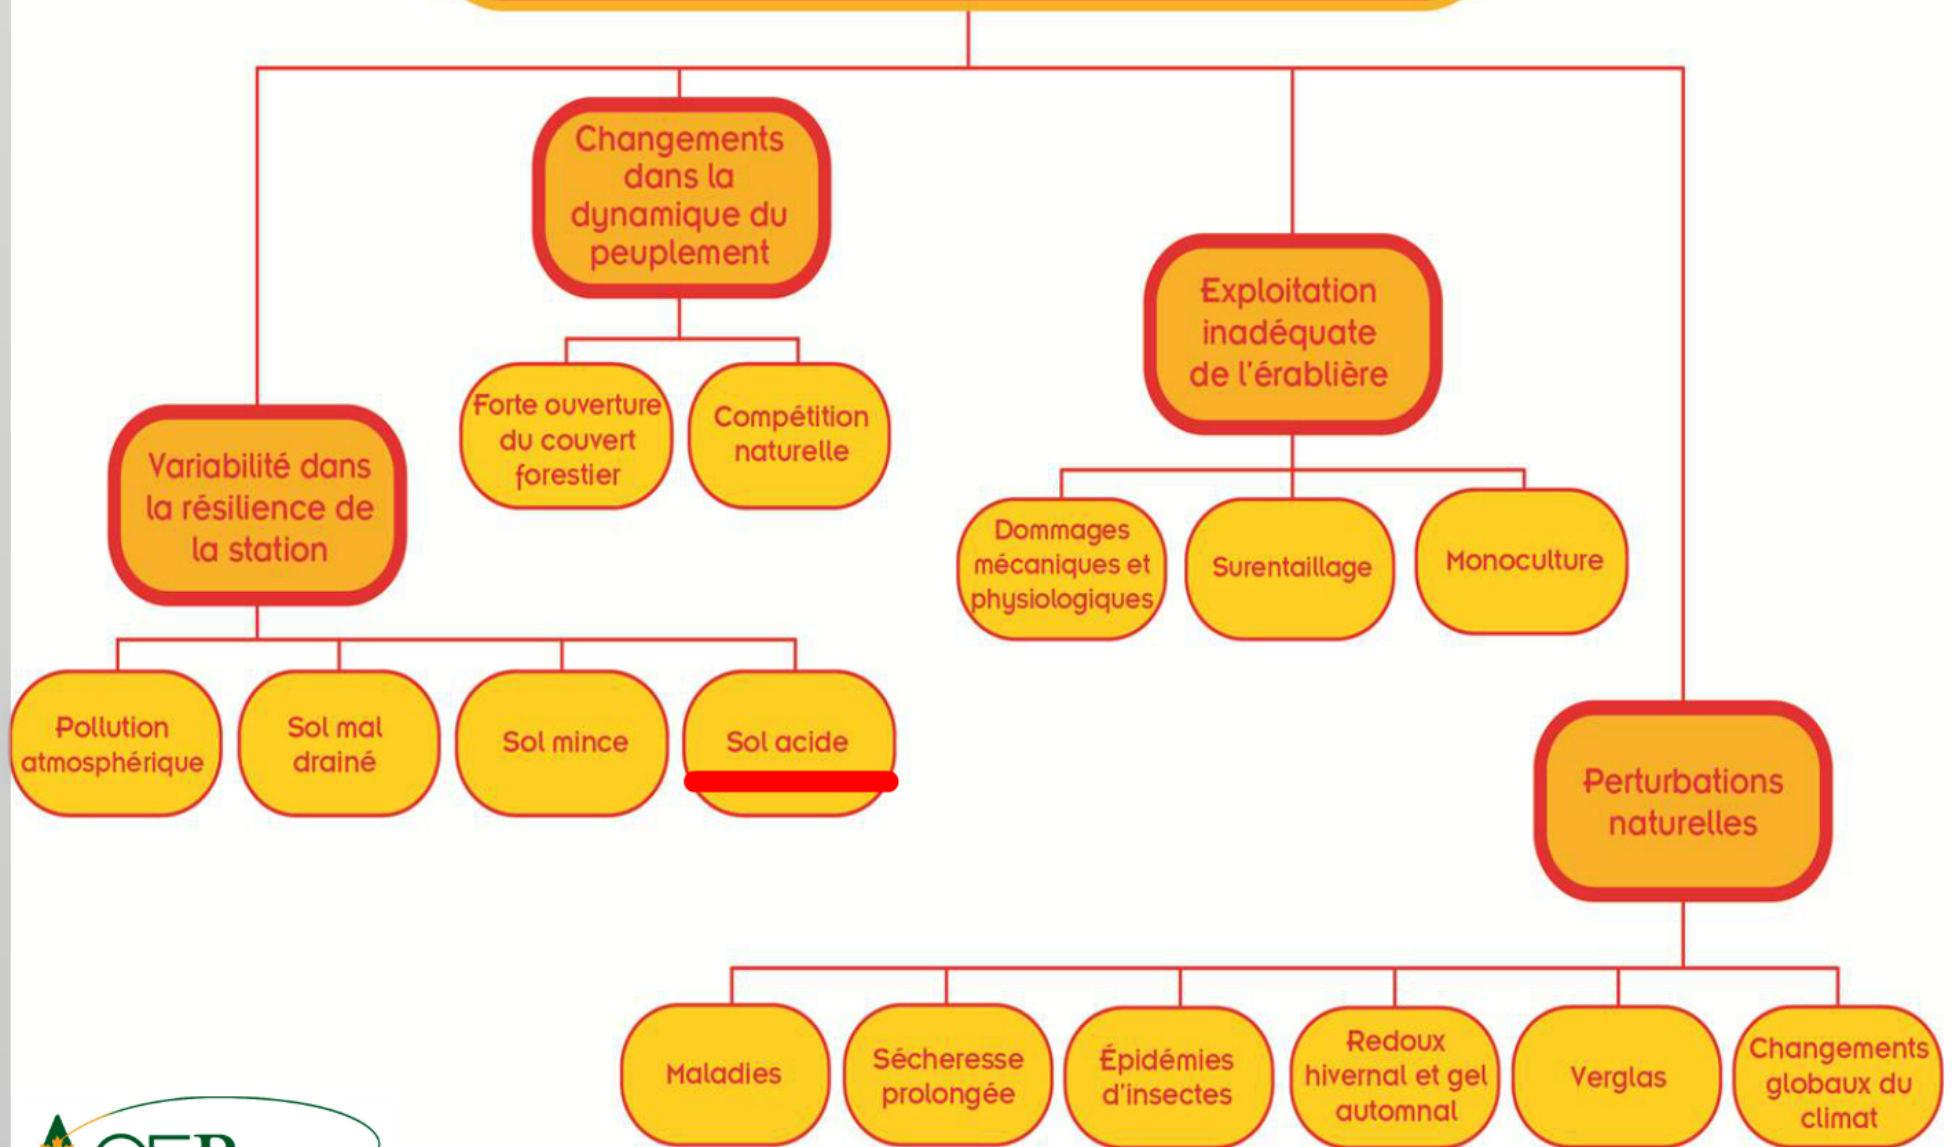 Changements
dans la
dynamique du
peuplement
Exploitation
inadéquate
de l'érablière
Forte ouverture
du couvert
forestier
Compétition
naturelle
Variabilité dans
la résilience de
la station
Dommages
mécaniques et
physiologiques
Surentaillage
Monoculture
Pollution
atmosphérique
Sol mal
drainé
Sol mince
Sol acide
Perturbations
naturelles
Maladies
Sécheresse
prolongée
Épidémies
d'insectes
Redoux
hivernal et gel
automnal
Verglas
Changements
globaux du
climat